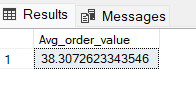 Results Messages
Avg_order_value
1 38.3072623343546